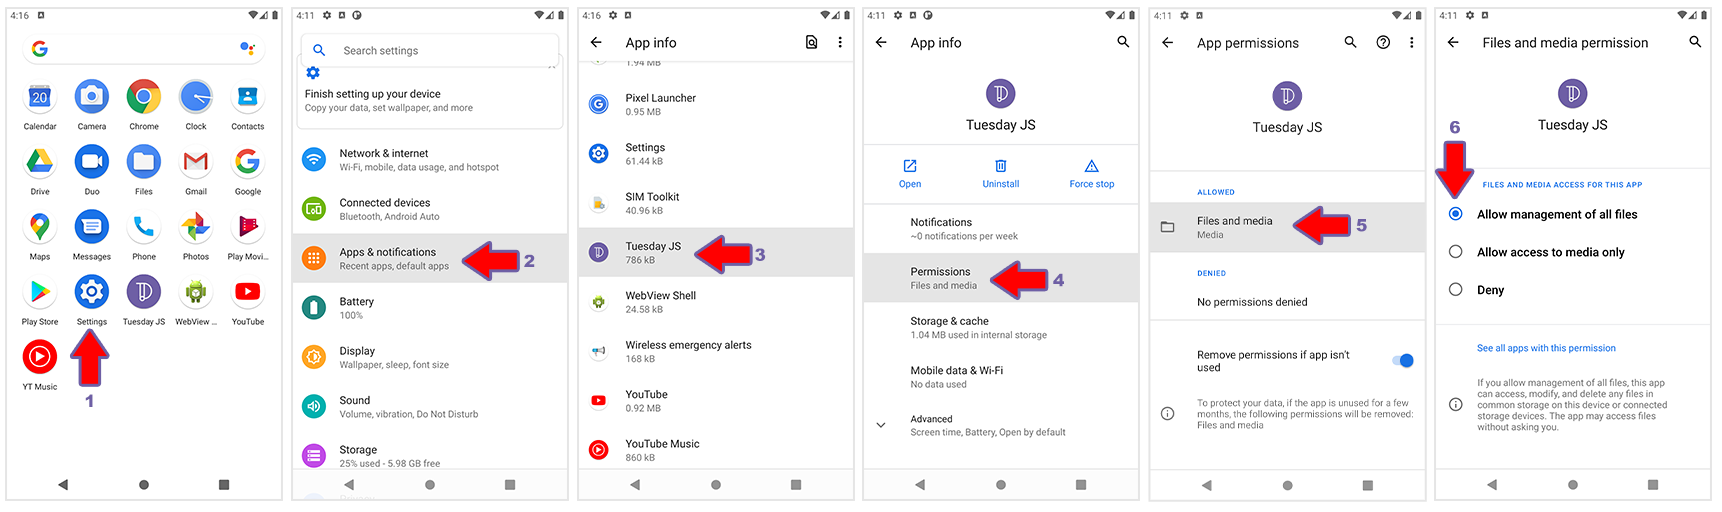 4:16
Calendar
Camera
Chrome
Clock
Contacts
Drive
Duo
Files
Gmail
Google
Maps
Messages
Phone
Photos
Play Movi...
Play Store
Settings
Tuesday JS
WebView ...
YouTube
YT Music
1
4:11
Search settings
Finish setting up your device
Copy your data, set wallpaper, and more
Network & internet
Wi-Fi, mobile, data usage, and hotspot
Connected devices
Bluetooth, Android Auto
Apps & notifications
Recent apps, default apps
2
Battery
100%
Display
Wallpaper, sleep, font size
Sound
Volume, vibration, Do Not Disturb
Storage
25% used - 5.98 GB free
4:16
App info
1.94 MB
Pixel Launcher
0.95 MB
Settings
61.44 kB
SIM Toolkit
40.96 kB
Tuesday JS
786 kB
3
WebView Shell
24.58 kB
Wireless emergency alerts
168 kB
YouTube
0.92 MB
YouTube Music
860 kB
4:11
App info
Tuesday JS
Open
Uninstall
Force stop
Notifications
~0 notifications per week
Permissions
Files and media
4
Storage & cache
1.04 MB used in internal storage
Mobile data & Wi-Fi
No data used
Advanced
Screen time, Battery, Open by default
4:11
App permissions
Tuesday JS
ALLOWED
Files and media
Media
5
DENIED
No permissions denied
Remove permissions if app isn't
used
To protect your data, if the app is unused for a few
months, the following permissions will be removed:
Files and media
4:11
Files and media permission
Tuesday JS
6
FILES AND MEDIA ACCESS FOR THIS APP
Allow management of all files
Allow access to media only
Deny
See all apps with this permission
If you allow management of all files, this app
can access, modify, and delete any files in
common storage on this device or connected
storage devices. The app may access files
without asking you.